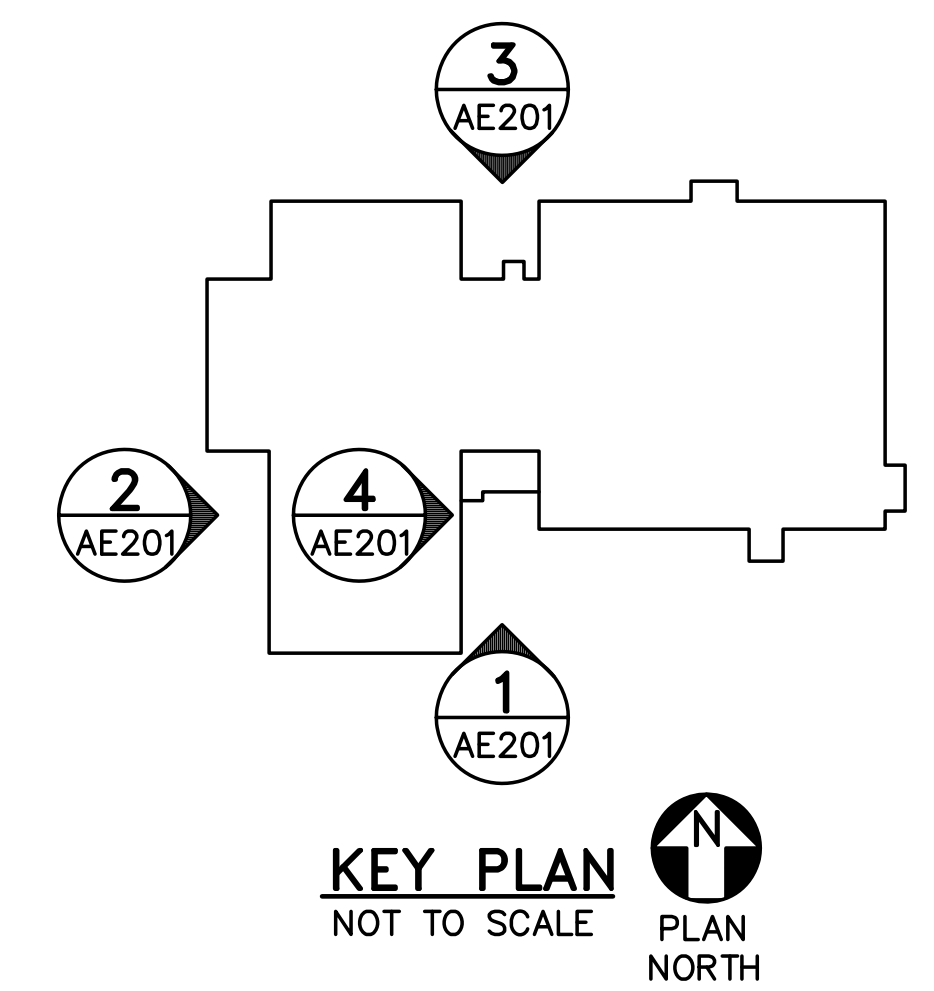 3
AE201
2
AE201
4
AE201
1
AE201
N
KEY PLAN
NOT TO SCALE
PLAN
NORTH